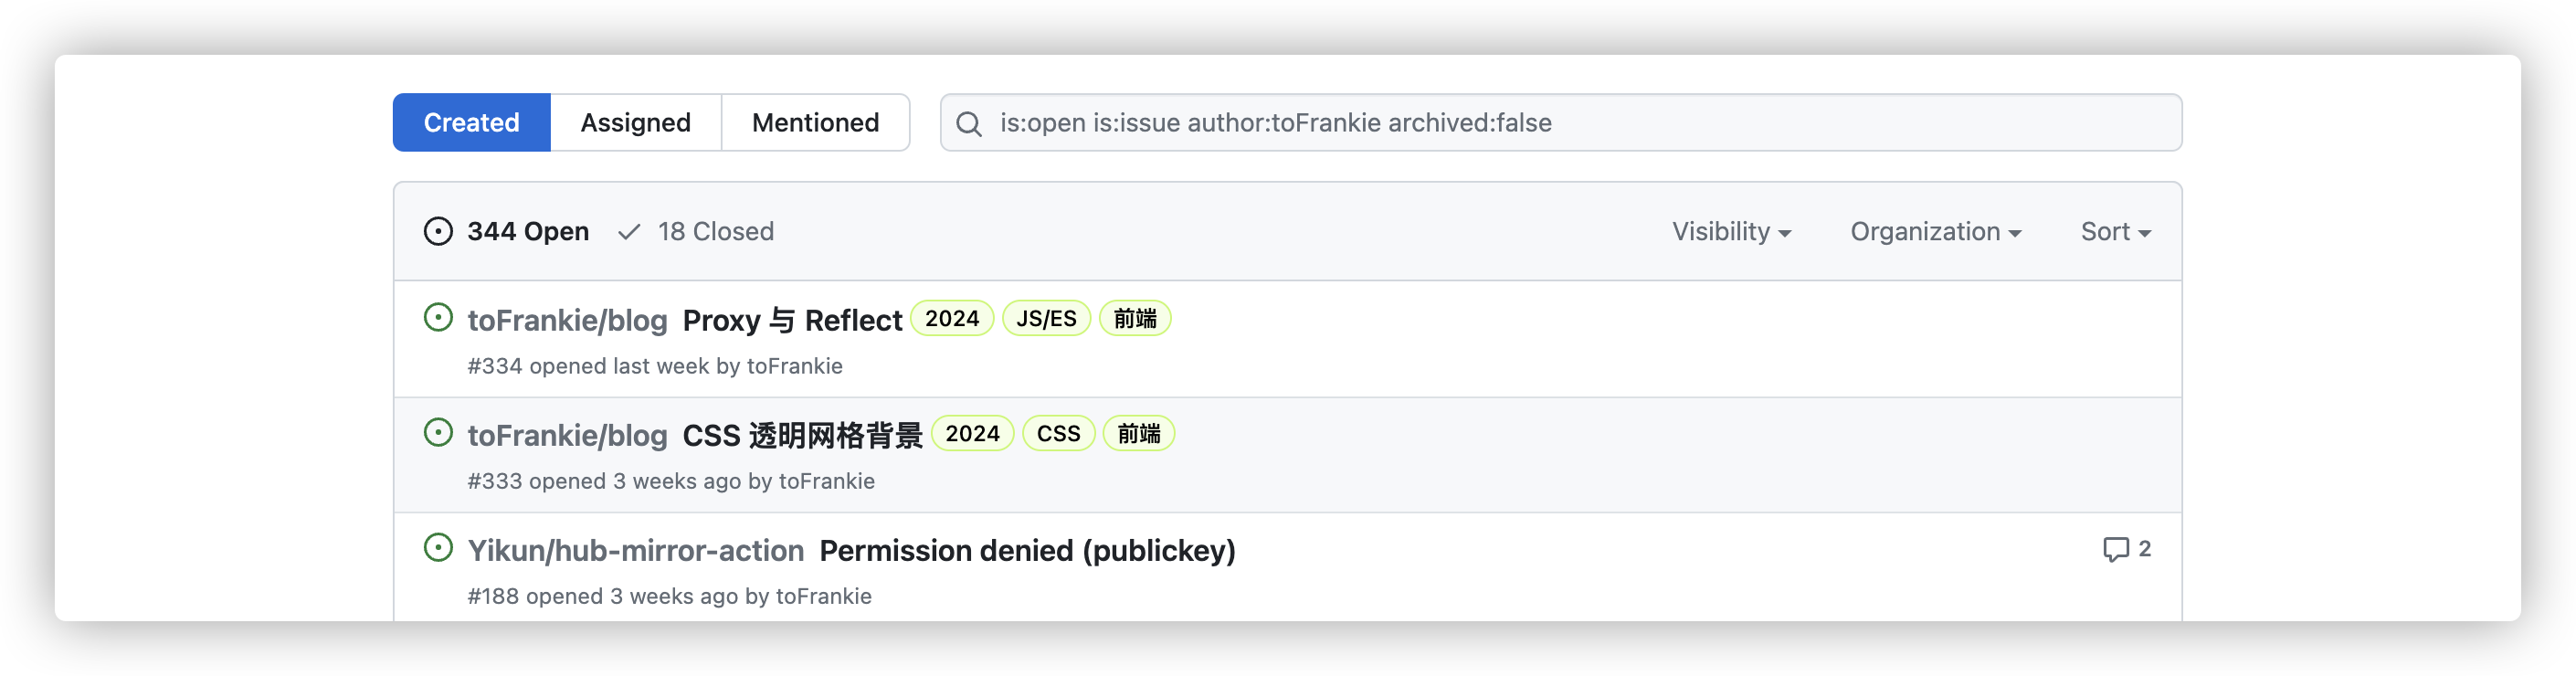 Created Assigned Mentioned is:open is:issue author:toFrankie archived:false
344 Open 18 Closed Visibility Organization Sort
toFrankie/blog Proxy 与 Reflect 2024 JS/ES 前端
#334 opened last week by toFrankie
toFrankie/blog CSS 透明网格背景 2024 CSS 前端
#333 opened 3 weeks ago by toFrankie
Yikun/hub-mirror-action Permission denied (publickey) 2
#188 opened 3 weeks ago by toFrankie